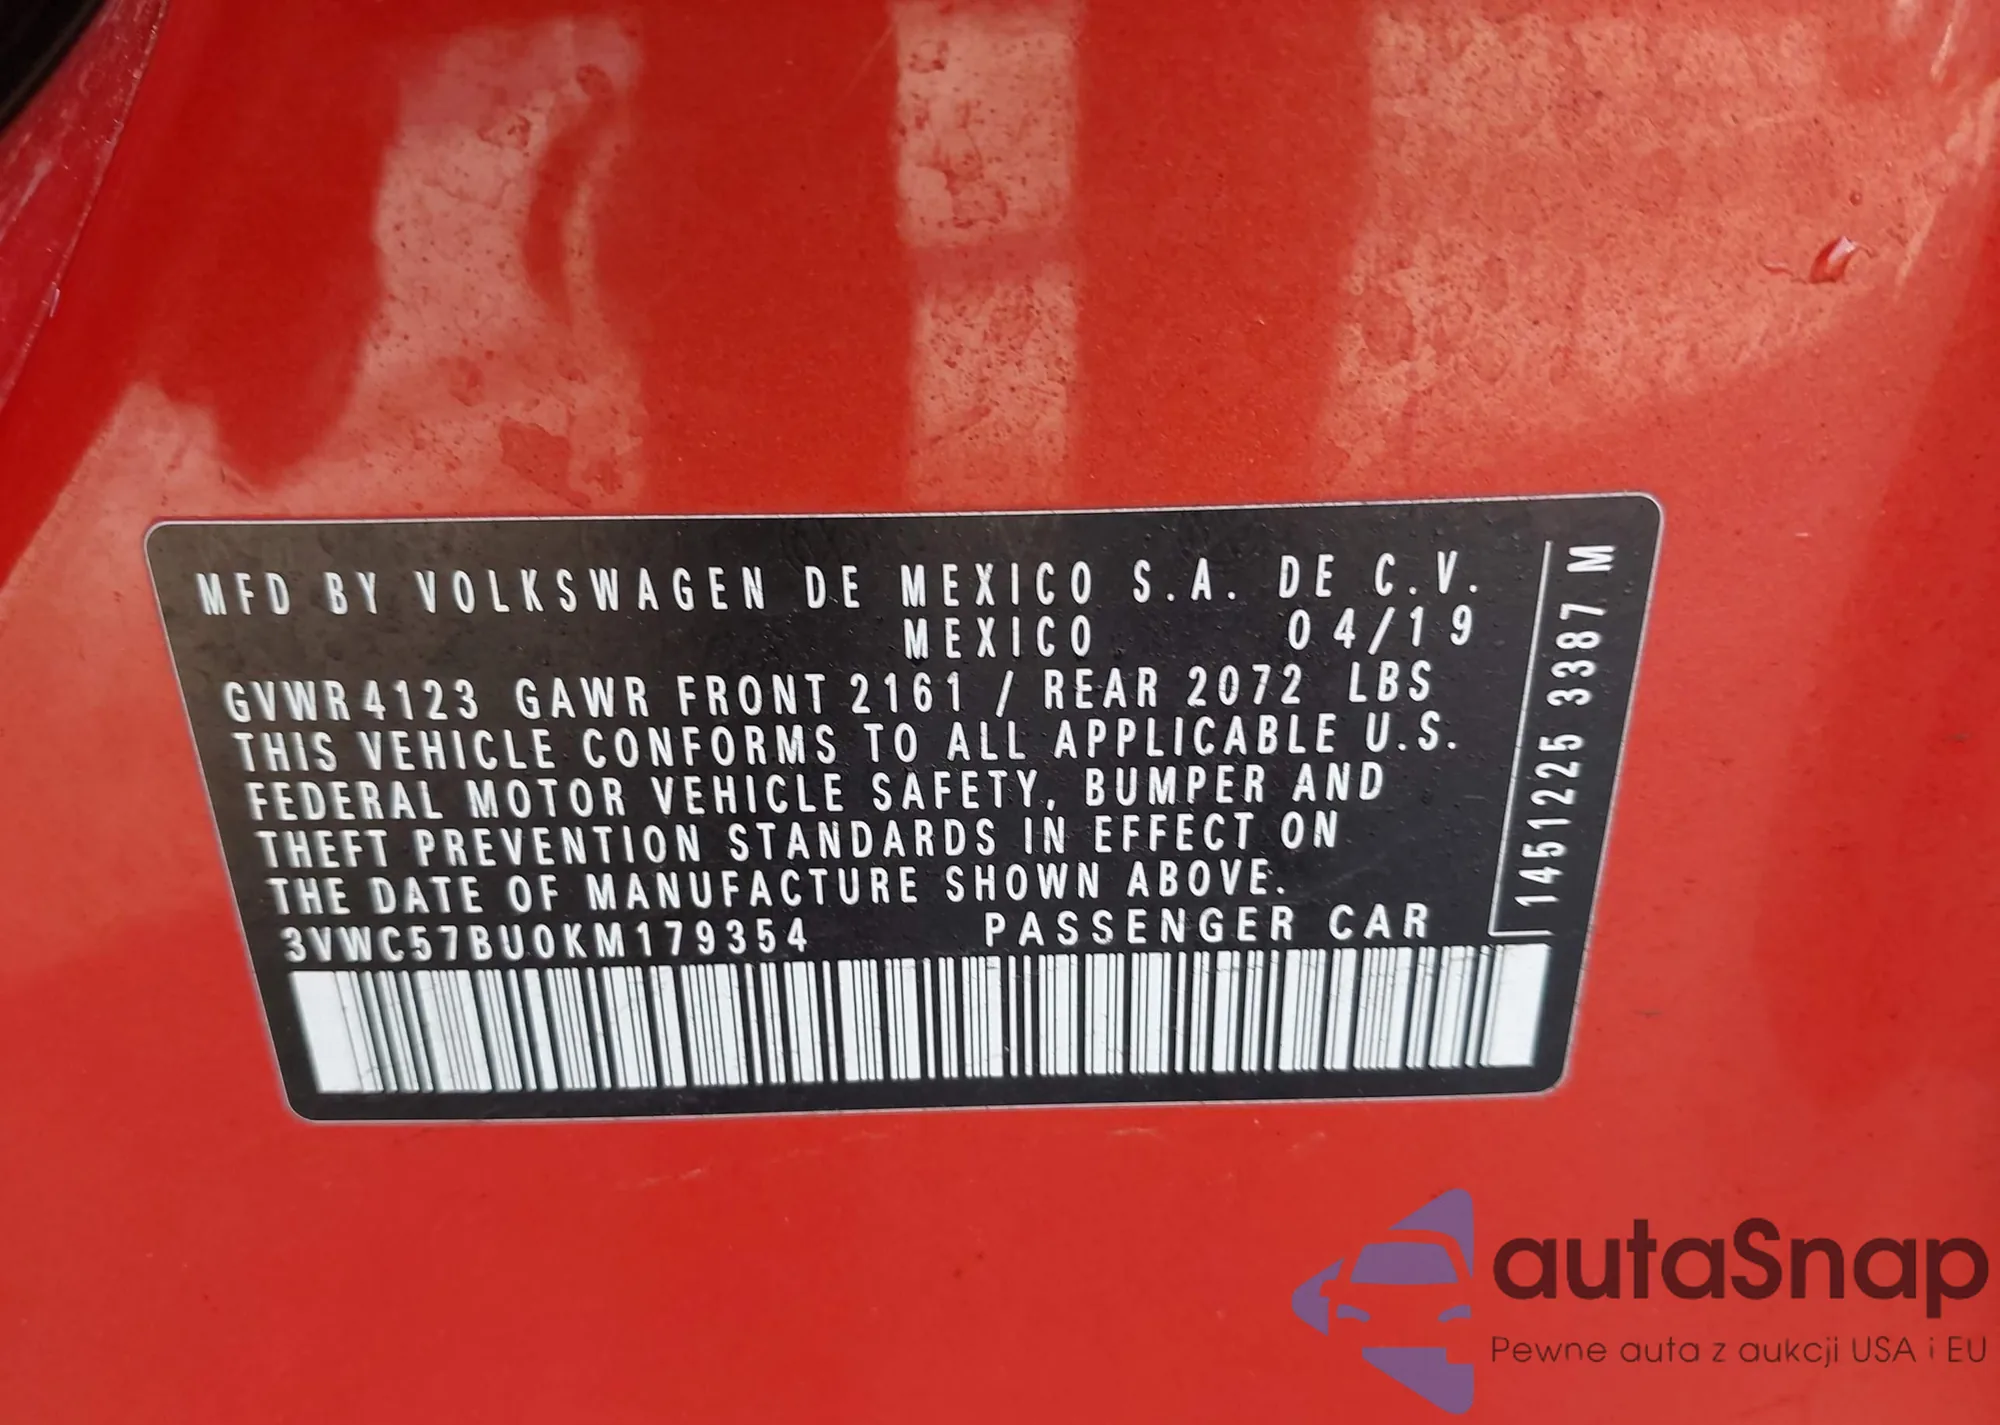 MFD BY VOLKSWAGEN DE MEXICO S.A. DE C.V.
MEXICO 04/19
GVWR 4123 GAWR FRONT 2161 / REAR 2072 LBS
THIS VEHICLE CONFORMS TO ALL APPLICABLE U.S.
FEDERAL MOTOR VEHICLE SAFETY, BUMPER AND
THEFT PREVENTION STANDARDS IN EFFECT ON
THE DATE OF MANUFACTURE SHOWN ABOVE.
3VWC57BU0KM179354 PASSENGER CAR
1451225 3387 M
autaSnap
Pewne auta z aukcji USA i EU